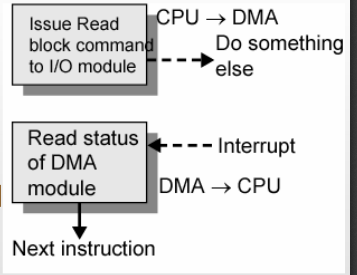 Issue Read
block command
to I/O module
CPU → DMA
Do something
else
Read status
of DMA
module
Interrupt
DMA → CPU
Next instruction